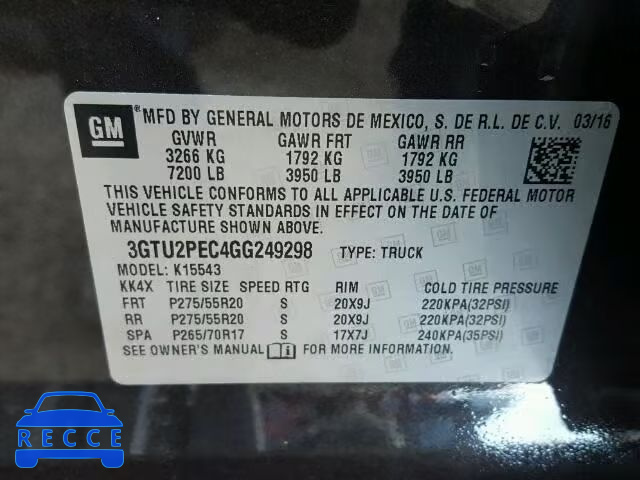 GM
MFD BY GENERAL MOTORS DE MEXICO, S. DE R.L. DE C.V. 03/16
GVWR GAWR FRT GAWR RR
3266 KG 1792 KG 1792 KG
7200 LB 3950 LB 3950 LB
THIS VEHICLE CONFORMS TO ALL APPLICABLE U.S. FEDERAL MOTOR
VEHICLE SAFETY STANDARDS IN EFFECT ON THE DATE OF
MANUFACTURE SHOWN ABOVE.
3GTU2PEC4GG249298 TYPE: TRUCK
MODEL: K15543
KK4X TIRE SIZE SPEED RTG RIM COLD TIRE PRESSURE
FRT P275/55R20 S 20X9J 220KPA(32PSI)
RR P275/55R20 S 20X9J 220KPA(32PSI)
SPA P265/70R17 S 17X7J 240KPA(35PSI)
SEE OWNER'S MANUAL FOR MORE INFORMATION.
RECCE